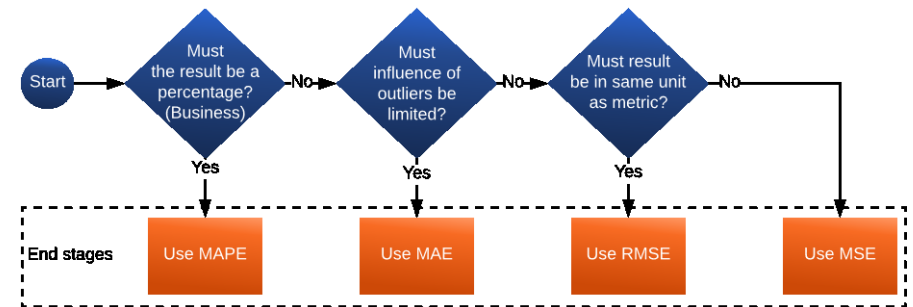 Start
Must
the result be a
percentage?
(Business)
No
Must
influence of
outliers be
limited?
No
Must result
be in same unit
as metric?
No
Yes
Yes
Yes
End stages
Use MAPE
Use MAE
Use RMSE
Use MSE